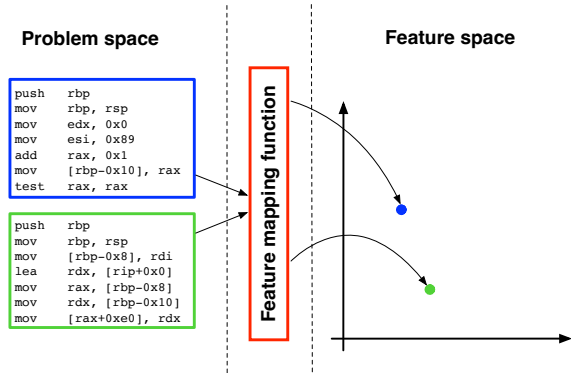 Problem space
Feature space
push rbp
mov rbp, rsp
mov edx, 0x0
mov esi, 0x89
add rax, 0x1
mov [rbp-0x10], rax
test rax, rax
push rbp
mov rbp, rsp
mov [rbp-0x8], rdi
lea rdx, [rip+0x0]
mov rax, [rbp-0x8]
mov rdx, [rbp-0x10]
mov [rax+0xe0], rdx
Feature mapping function